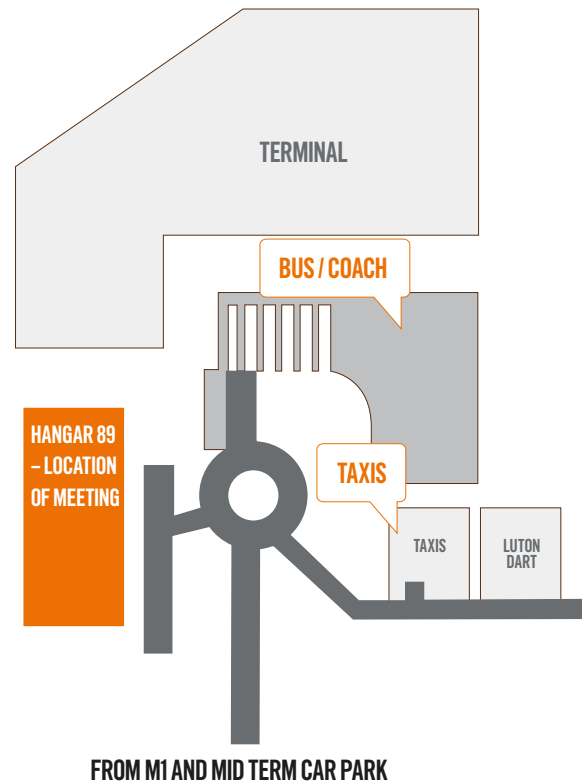 TERMINAL
BUS / COACH
HANGAR 89
– LOCATION
OF MEETING
TAXIS
TAXIS
LUTON
DART
FROM M1 AND MID TERM CAR PARK